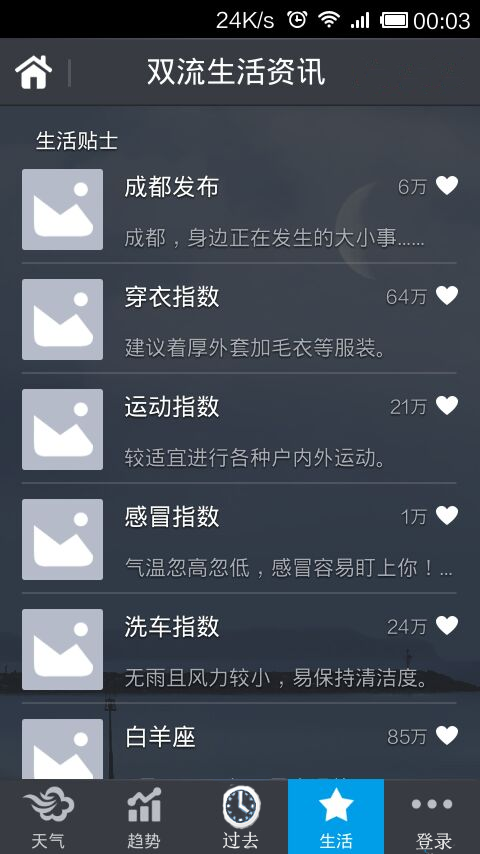 24K/s 00:03
双流生活资讯
生活贴士
成都发布 6万
成都，身边正在发生的大小事......
穿衣指数 64万
建议着厚外套加毛衣等服装。
运动指数 21万
较适宜进行各种户内外运动。
感冒指数 1万
气温忽高忽低，感冒容易盯上你！...
洗车指数 24万
无雨且风力较小，易保持清洁度。
白羊座 85万
天气 趋势 过去 生活 登录